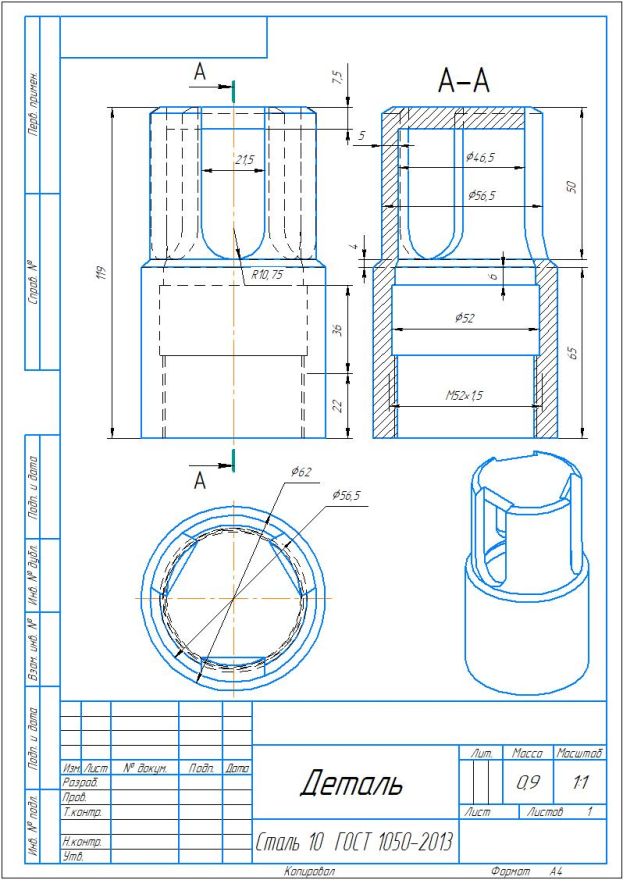 А
А-А
7,5
5
21,5
Ø46,5
Ø56,5
50
4
R10,75
6
119
36
Ø52
65
М52×1,5
22
А
Ø62
Ø56,5
Перв. примен.
Справ. №
Подп. и дата
Инв. № дубл.
Взам. инв. №
Подп. и дата
Инв. № подл.
Изм. Лист № докум. Подп. Дата
Разраб.
Пров.
Т.контр.
Н.контр.
Утв.
Деталь
Сталь 10 ГОСТ 1050-2013
Лит. Масса Масштаб
0,9 1:1
Лист Листов 1
Копировал Формат А4